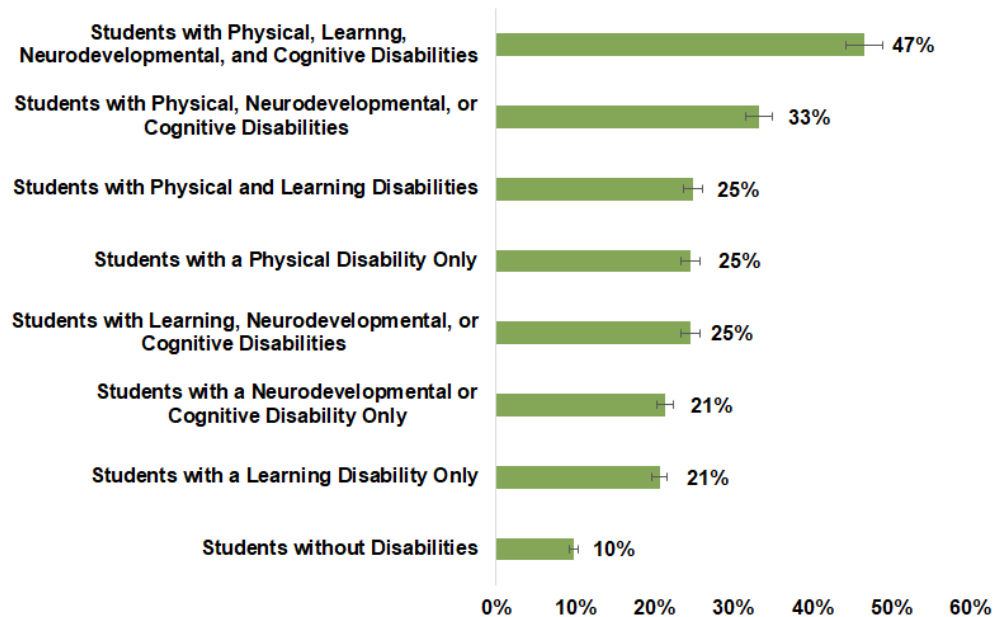 Students with Physical, Learnng,
Neurodevelopmental, and Cognitive Disabilities
47%
Students with Physical, Neurodevelopmental, or
Cognitive Disabilities
33%
Students with Physical and Learning Disabilities
25%
Students with a Physical Disability Only
25%
Students with Learning, Neurodevelopmental, or
Cognitive Disabilities
25%
Students with a Neurodevelopmental or
Cognitive Disability Only
21%
Students with a Learning Disability Only
21%
Students without Disabilities
10%
0% 10% 20% 30% 40% 50% 60%